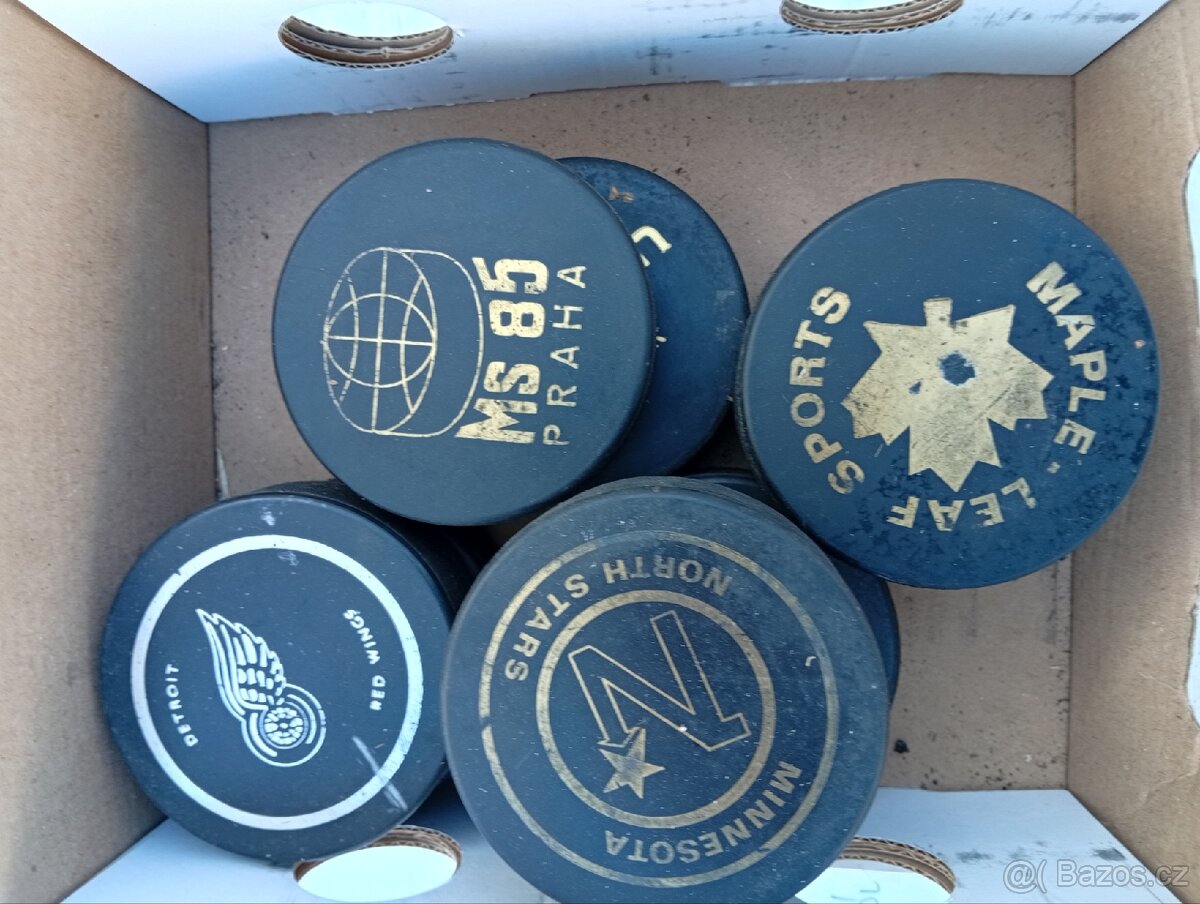 MS 85
PRAHA
MAPLE. LEAF
SPORTS
DETROIT
RED WINGS
MINNESOTA
NORTH STARS
N
@( Bazos.cz